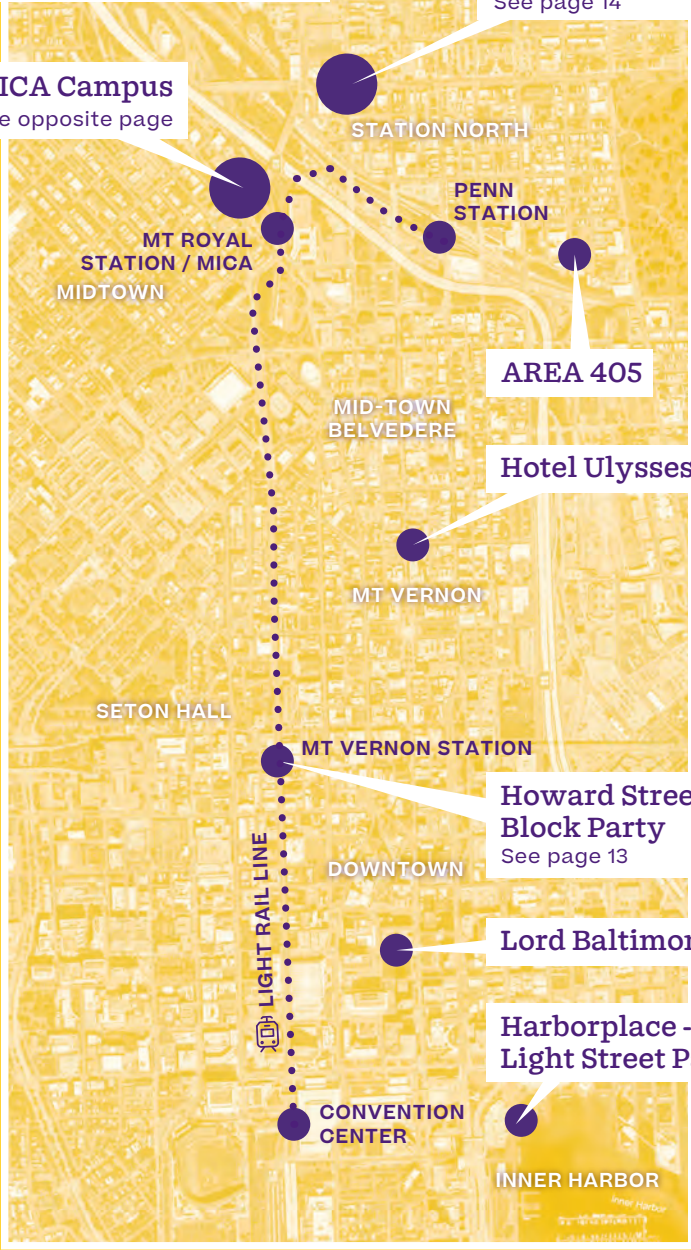 See page 14
ICA Campus
e opposite page
STATION NORTH
PENN
STATION
MT ROYAL
STATION / MICA
MIDTOWN
AREA 405
MID-TOWN
BELVEDERE
Hotel Ulysses
MT VERNON
SETON HALL
MT VERNON STATION
Howard Stree
Block Party
See page 13
DOWNTOWN
LIGHT RAIL LINE
Lord Baltimor
Harborplace -
Light Street P
CONVENTION
CENTER
INNER HARBOR
Inner Harbor